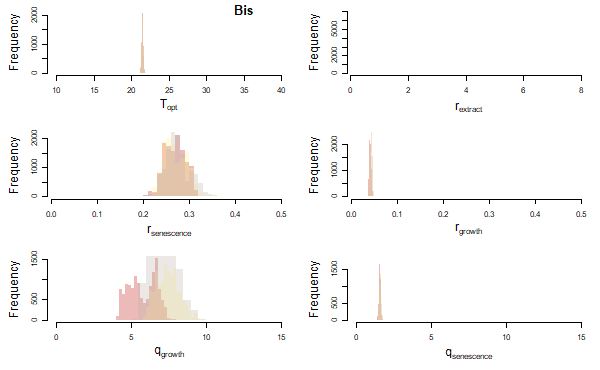 Bis
Frequency
0 1000 2000
10 15 20 25 30 35 40
T_opt
Frequency
0 1000 3000 5000 7000
0 2 4 6 8
r_extract
Frequency
0 1000 2000
0.0 0.1 0.2 0.3 0.4 0.5
r_senescence
Frequency
0 1000 2000
0.0 0.1 0.2 0.3 0.4 0.5
r_growth
Frequency
0 500 1500
0 5 10 15
q_growth
Frequency
0 500 1500
0 5 10 15
q_senescence